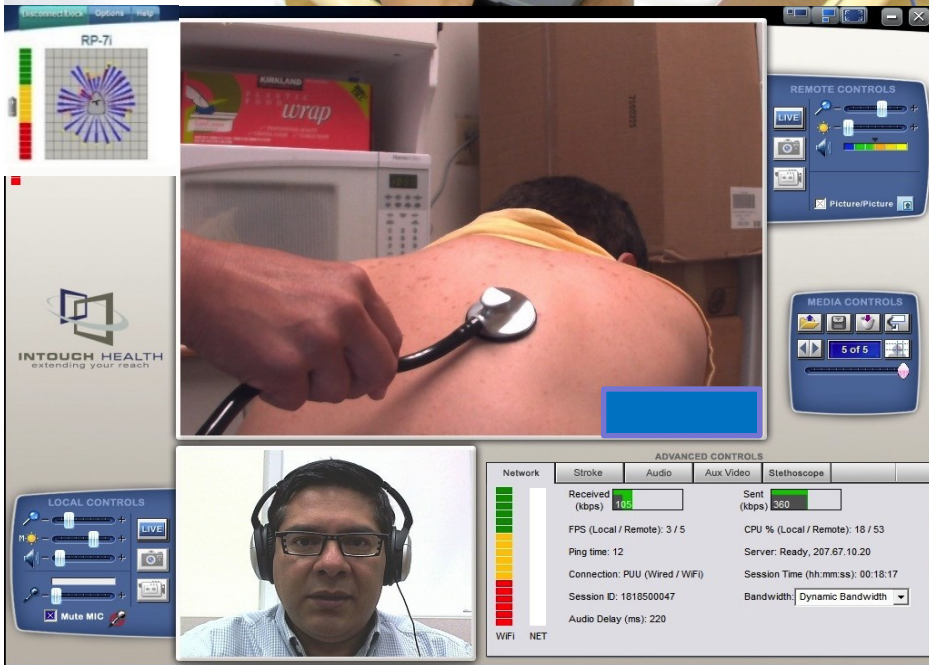 Disconnect/Dock Options Help
RP-7i
KIRKLAND
PLASTIC
FOOD wrap
REMOTE CONTROLS
- +
LIVE
- +
Picture/Picture
INTOUCH HEALTH
extending your reach
MEDIA CONTROLS
5 of 5
LOCAL CONTROLS
- +
M - +
LIVE
- +
- +
Mute MIC
ADVANCED CONTROLS
Network Stroke Audio Aux Video Stethoscope
Received (kbps) 105
Sent (kbps) 360
FPS (Local / Remote): 3 / 5
CPU % (Local / Remote): 18 / 53
Ping time: 12
Server: Ready, 207.67.10.20
Connection: PUU (Wired / WiFi)
Session Time (hh:mm:ss): 00:18:17
Session ID: 1818500047
Bandwidth: Dynamic Bandwidth
Audio Delay (ms): 220
WiFi NET